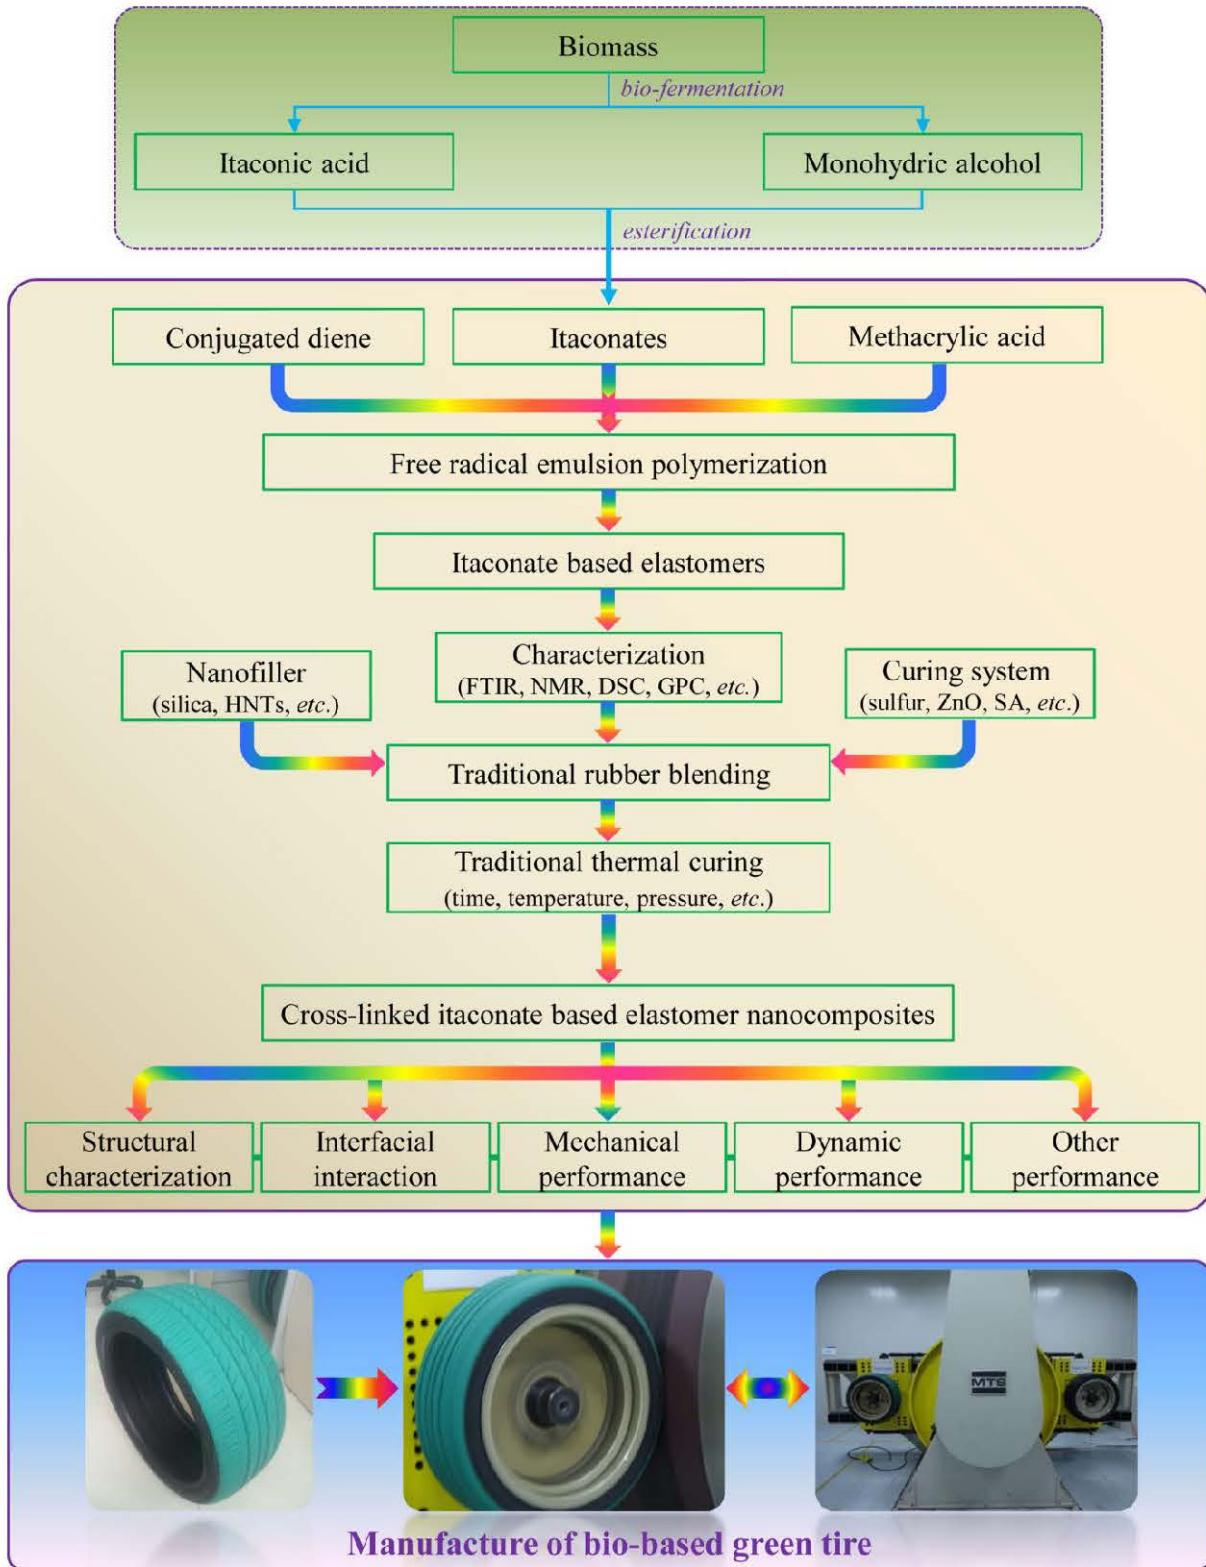 Biomass
bio-fermentation
Itaconic acid
Monohydric alcohol
esterification
Conjugated diene
Itaconates
Methacrylic acid
Free radical emulsion polymerization
Itaconate based elastomers
Nanofiller
(silica, HNTs, etc.)
Characterization
(FTIR, NMR, DSC, GPC, etc.)
Curing system
(sulfur, ZnO, SA, etc.)
Traditional rubber blending
Traditional thermal curing
(time, temperature, pressure, etc.)
Cross-linked itaconate based elastomer nanocomposites
Structural
characterization
Interfacial
interaction
Mechanical
performance
Dynamic
performance
Other
performance
MTS
Manufacture of bio-based green tire